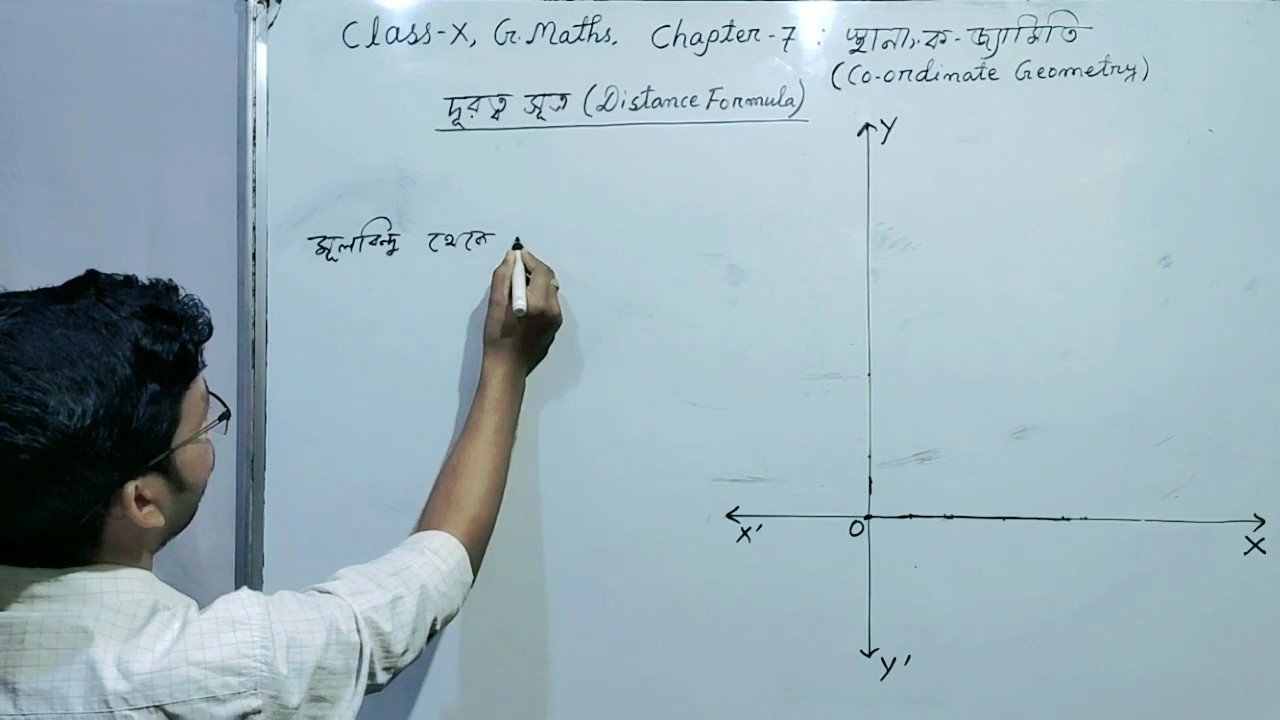 Class-X, G.Maths, Chapter-7 : স্থানাংক-জ্যামিতি
(Co-ordinate Geometry)
দূরত্ব সূত্র (Distance Formula)
Y
মূলবিন্দু থেকে
X' O X
Y'